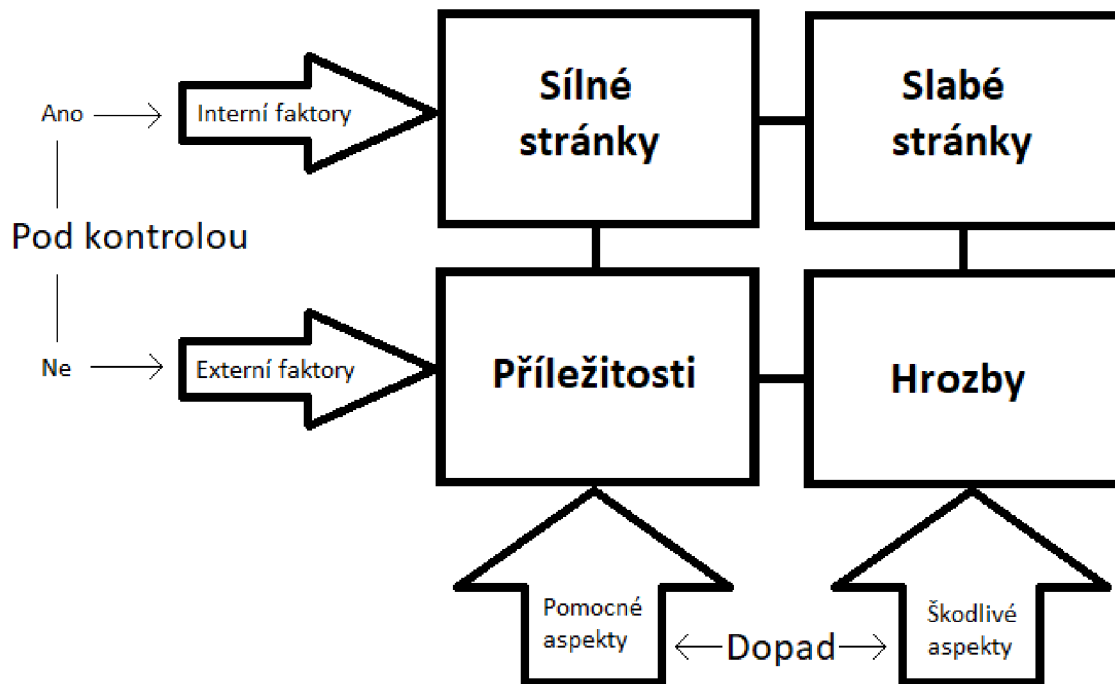 Ano
Interní faktory
Sílné
stránky
Slabé
stránky
Pod kontrolou
Ne
Externí faktory
Příležitosti
Hrozby
Pomocné
aspekty
Dopad
Škodlivé
aspekty